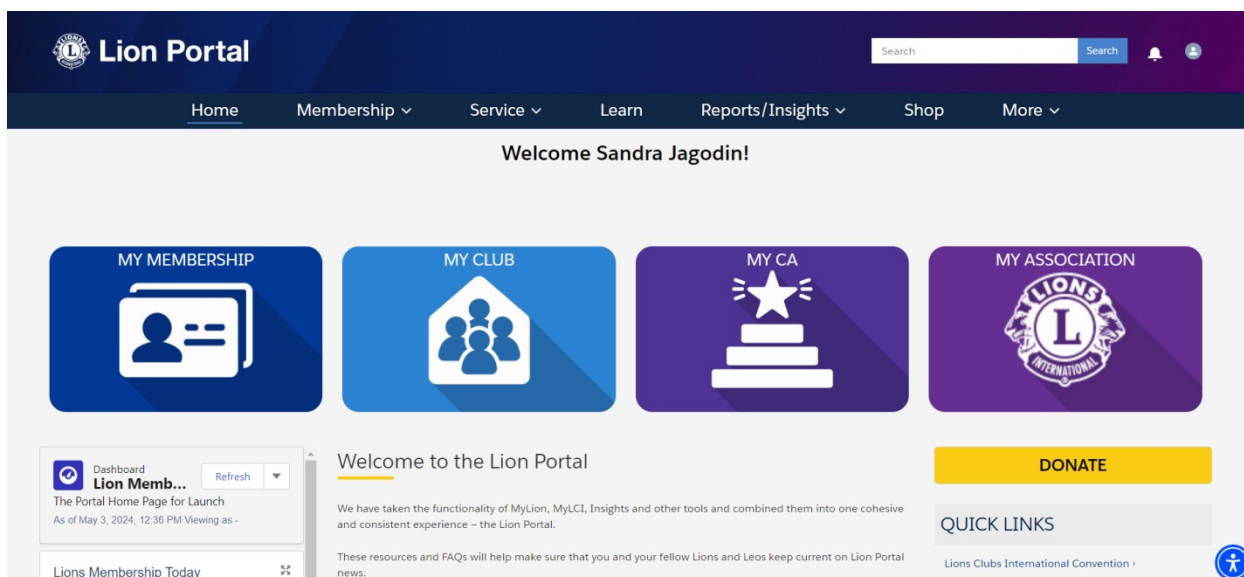 Lion Portal
Search Search
Home Membership Service Learn Reports/Insights Shop More
Welcome Sandra Jagodin!
MY MEMBERSHIP
MY CLUB
MY CA
MY ASSOCIATION
LIONS
L
INTERNATIONAL
Dashboard
Lion Memb...
Refresh
The Portal Home Page for Launch
As of May 3, 2024, 12:36 PM·Viewing as -
Lions Membership Today
Welcome to the Lion Portal
We have taken the functionality of MyLion, MyLCI, Insights and other tools and combined them into one cohesive
and consistent experience – the Lion Portal.
These resources and FAQs will help make sure that you and your fellow Lions and Leos keep current on Lion Portal
news.
DONATE
QUICK LINKS
Lions Clubs International Convention ›